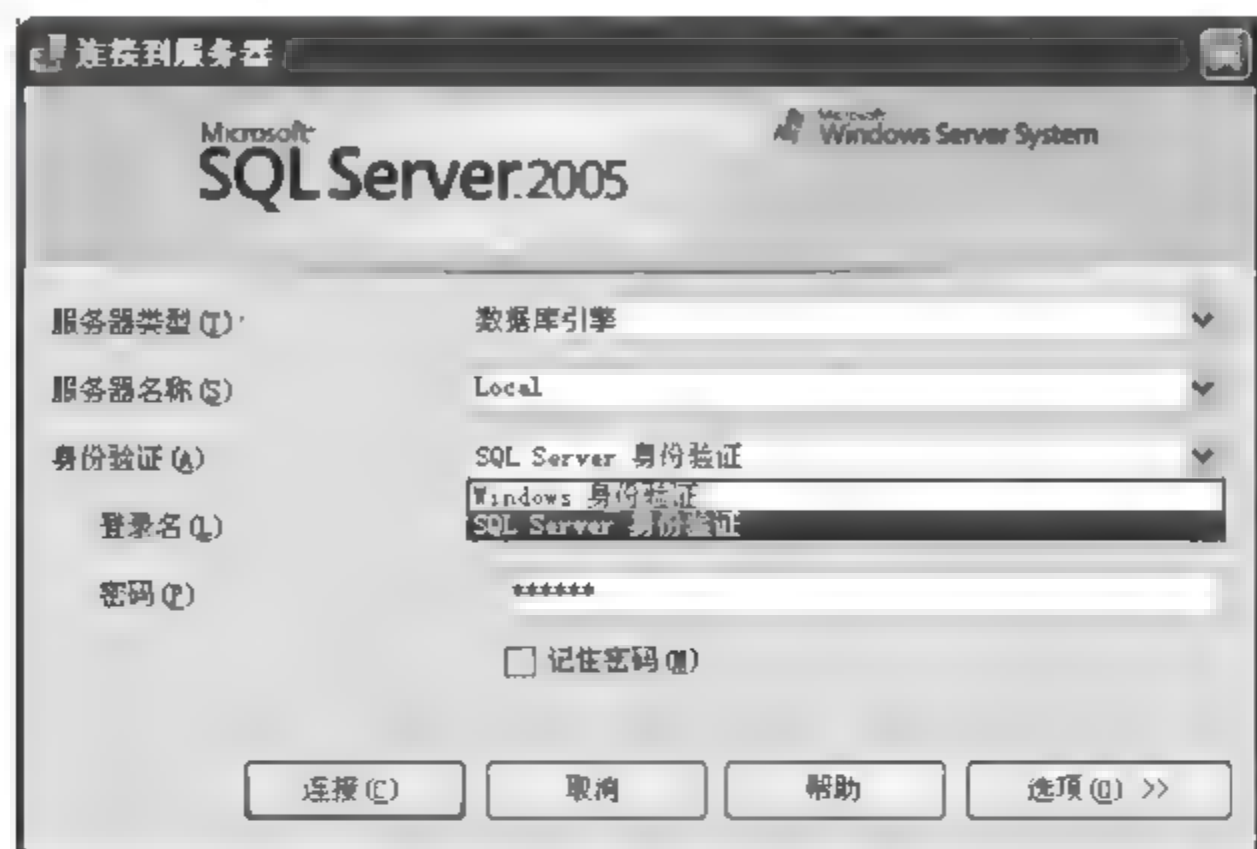 连接到服务器
Microsoft
SQL Server 2005
Microsoft
Windows Server System
服务器类型(T):
数据库引擎
服务器名称(S)
Local
身份验证(A)
SQL Server 身份验证
Windows 身份验证
SQL Server 身份验证
登录名(L)
密码(P)
******
记住密码(M)
连接(C)
取消
帮助
选项(O) >>